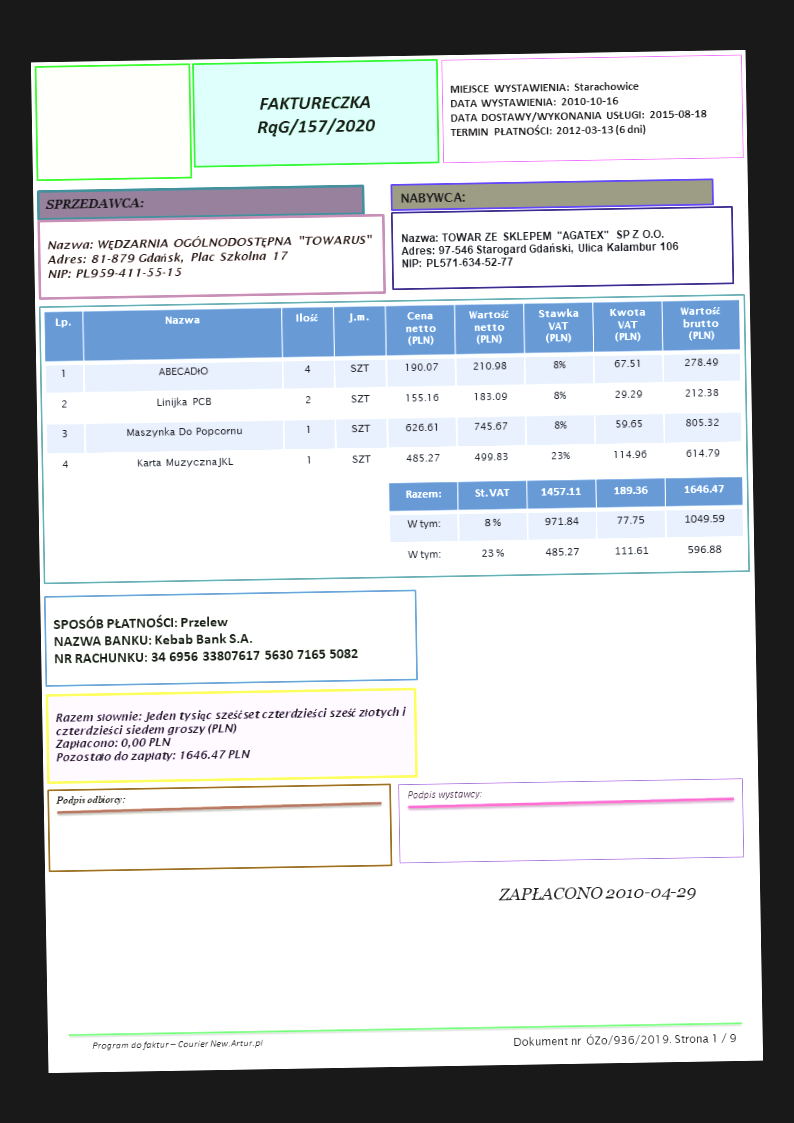 FAKTURECZKA
RqG/157/2020
MIEJSCE WYSTAWIENIA: Starachowice
DATA WYSTAWIENIA: 2010-10-16
DATA DOSTAWY/WYKONANIA USŁUGI: 2015-08-18
TERMIN PŁATNOŚCI: 2012-03-13 (6 dni)
SPRZEDAWCA:
Nazwa: WĘDZARNIA OGÓLNODOSTĘPNA "TOWARUS"
Adres: 81-879 Gdańsk, Plac Szkolna 17
NIP: PL959-411-55-15
NABYWCA:
Nazwa: TOWAR ZE SKLEPEM "AGATEX" SP Z O.O.
Adres: 97-546 Starogard Gdański, Ulica Kalambur 106
NIP: PL571-634-52-77
Lp. Nazwa Ilość J.m. Cena netto (PLN) Wartość netto (PLN) Stawka VAT (PLN) Kwota VAT (PLN) Wartość brutto (PLN)
1 ABECADŁO 4 SZT 190.07 210.98 8% 67.51 278.49
2 Linijka PCB 2 SZT 155.16 183.09 8% 29.29 212.38
3 Maszynka Do Popcornu 1 SZT 626.61 745.67 8% 59.65 805.32
4 Karta Muzyczna JKL 1 SZT 485.27 499.83 23% 114.96 614.79
Razem: St.VAT 1457.11 189.36 1646.47
W tym: 8% 971.84 77.75 1049.59
W tym: 23% 485.27 111.61 596.88
SPOSÓB PŁATNOŚCI: Przelew
NAZWA BANKU: Kebab Bank S.A.
NR RACHUNKU: 34 6956 33807617 5630 7165 5082
Razem słownie: Jeden tysiąc sześćset czterdzieści sześć złotych i
czterdzieści siedem groszy (PLN)
Zapłacono: 0,00 PLN
Pozostało do zapłaty: 1646.47 PLN
Podpis odbiorcy:
Podpis wystawcy:
ZAPŁACONO 2010-04-29
Program do faktur – Courier New.Artur.pl
Dokument nr ÓZo/936/2019. Strona 1 / 9